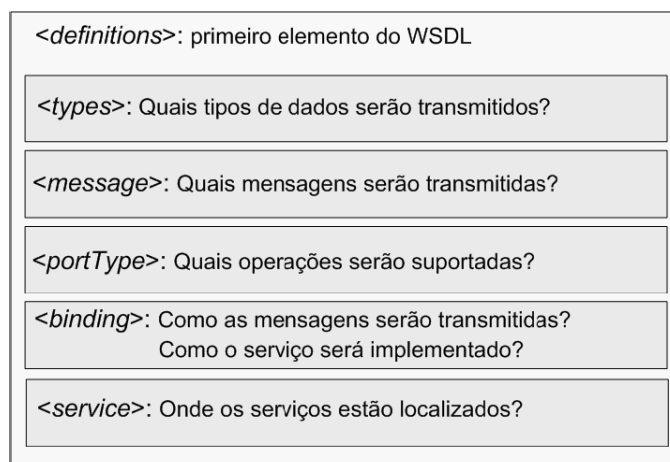 <definitions>: primeiro elemento do WSDL
<types>: Quais tipos de dados serão transmitidos?
<message>: Quais mensagens serão transmitidas?
<portType>: Quais operações serão suportadas?
<binding>: Como as mensagens serão transmitidas?
Como o serviço será implementado?
<service>: Onde os serviços estão localizados?